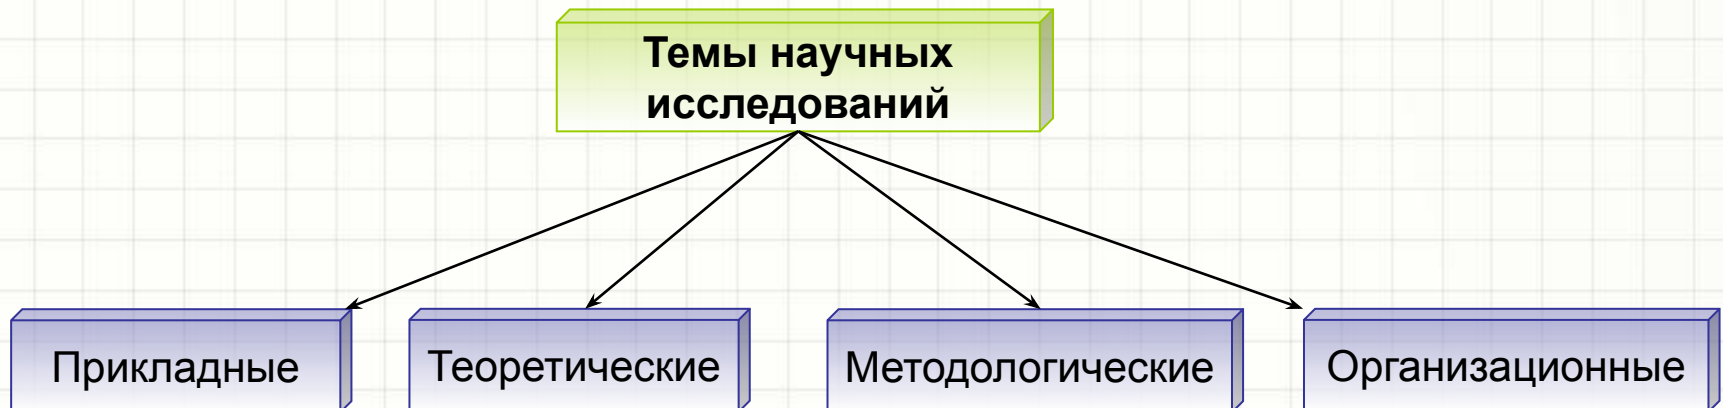 Темы научных
исследований
Прикладные
Теоретические
Методологические
Организационные